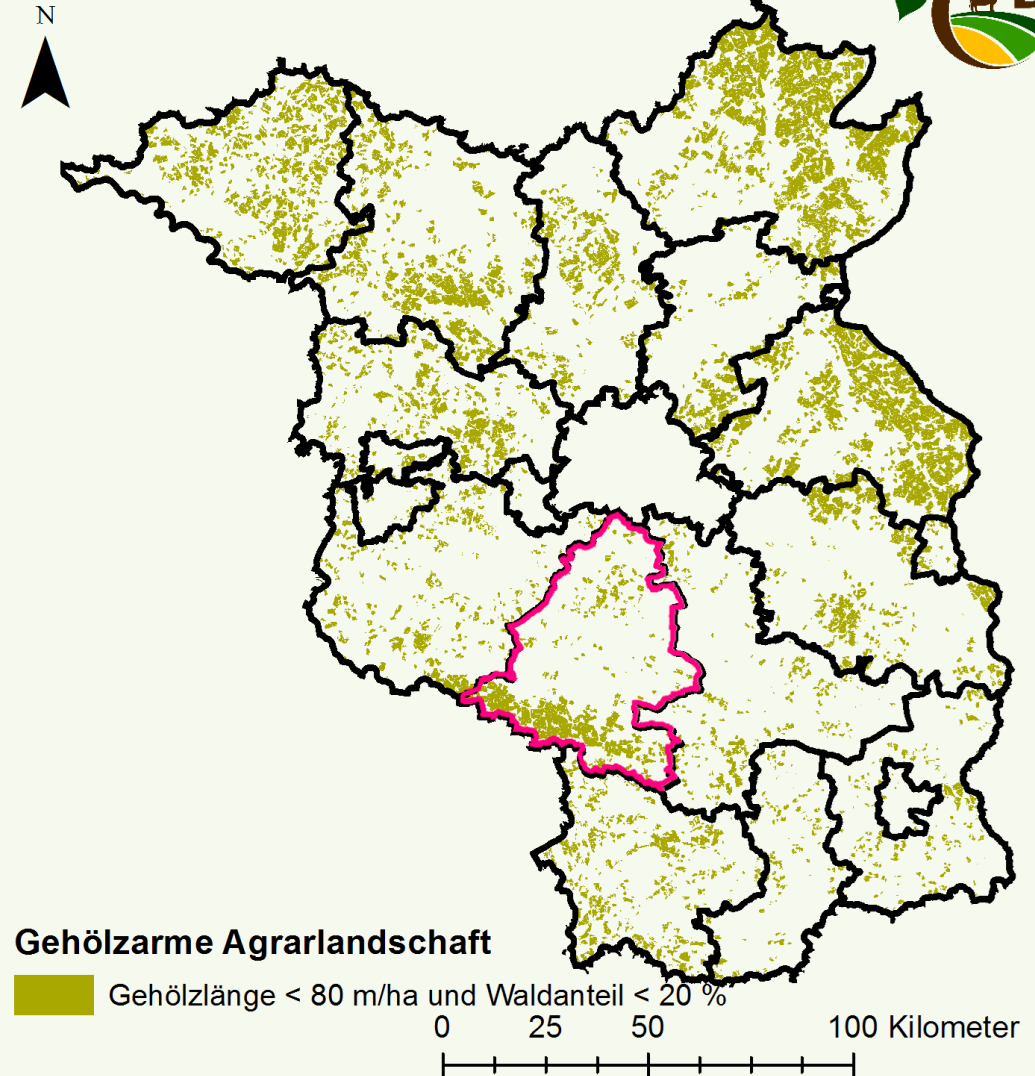 N
Gehölzarme Agrarlandschaft
Gehölzlänge < 80 m/ha und Waldanteil < 20 %
0 25 50 100 Kilometer